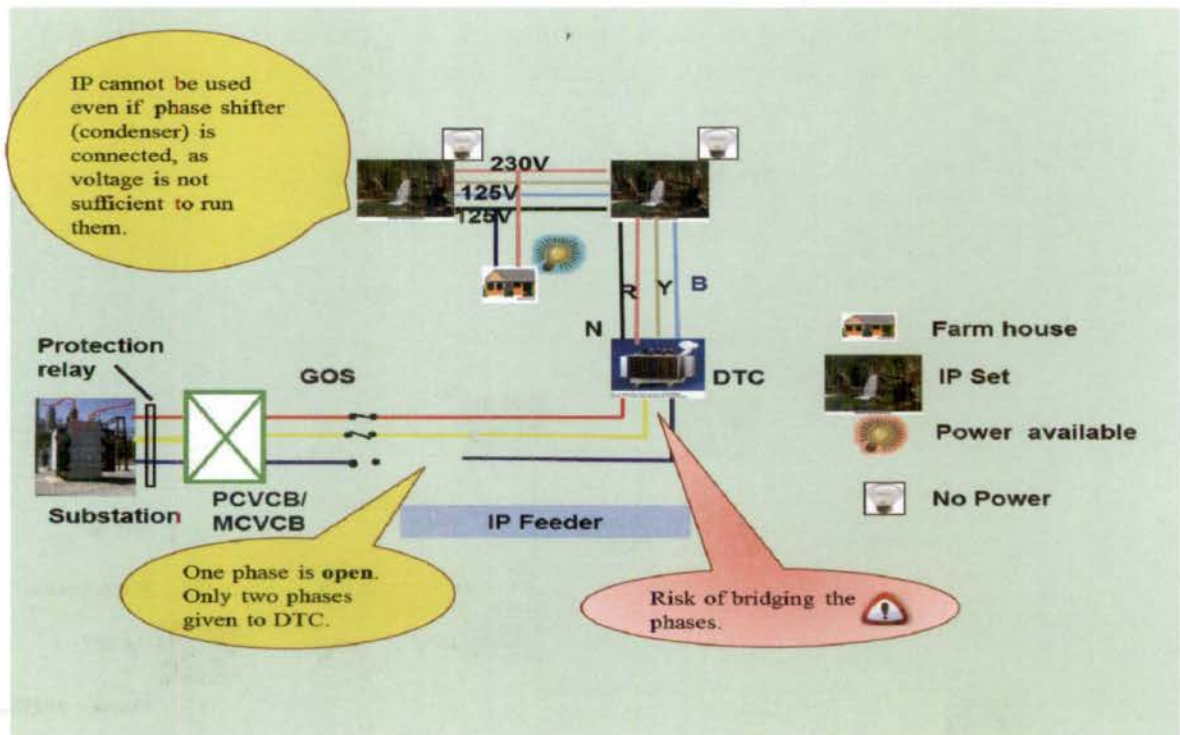 IP cannot be used
even if phase shifter
(condenser) is
connected, as
voltage is not
sufficient to run
them.
230V
125V
125V
R
Y
B
N
DTC
Protection
relay
GOS
Substation
PCVCB/
MCVCB
IP Feeder
One phase is open.
Only two phases
given to DTC.
Risk of bridging the
phases.
Farm house
IP Set
Power available
No Power